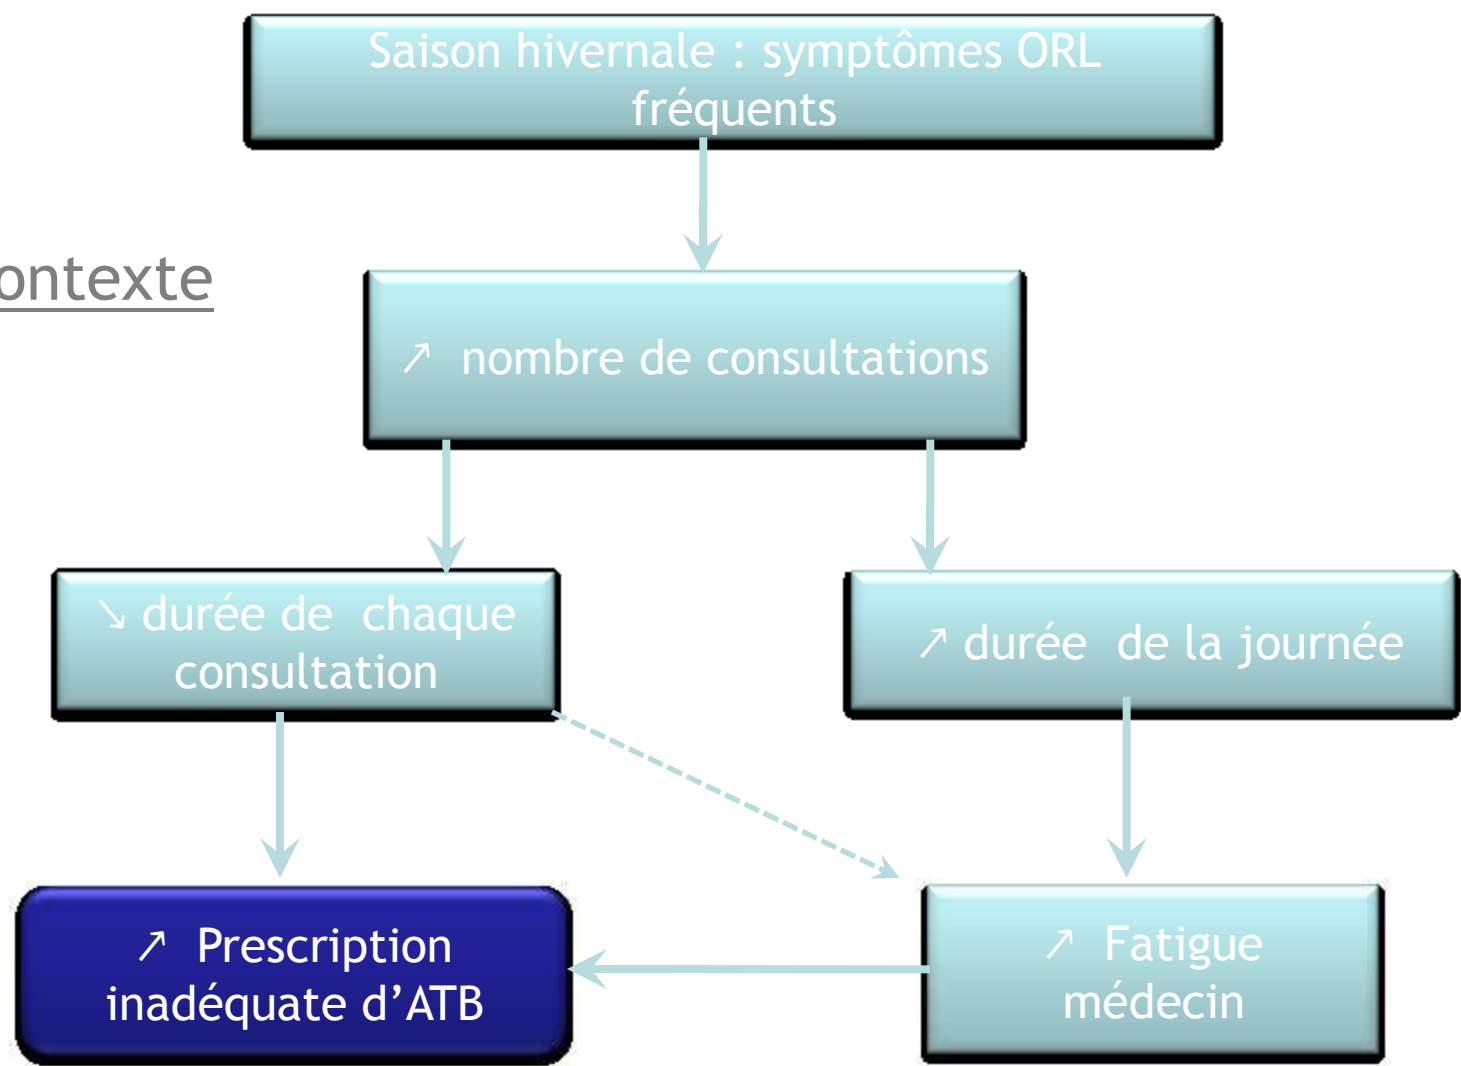 Saison hivernale : symptômes ORL
fréquents
ontexte
↗ nombre de consultations
↘ durée de chaque
consultation
↗ durée de la journée
↗ Prescription
inadéquate d’ATB
↗ Fatigue
médecin